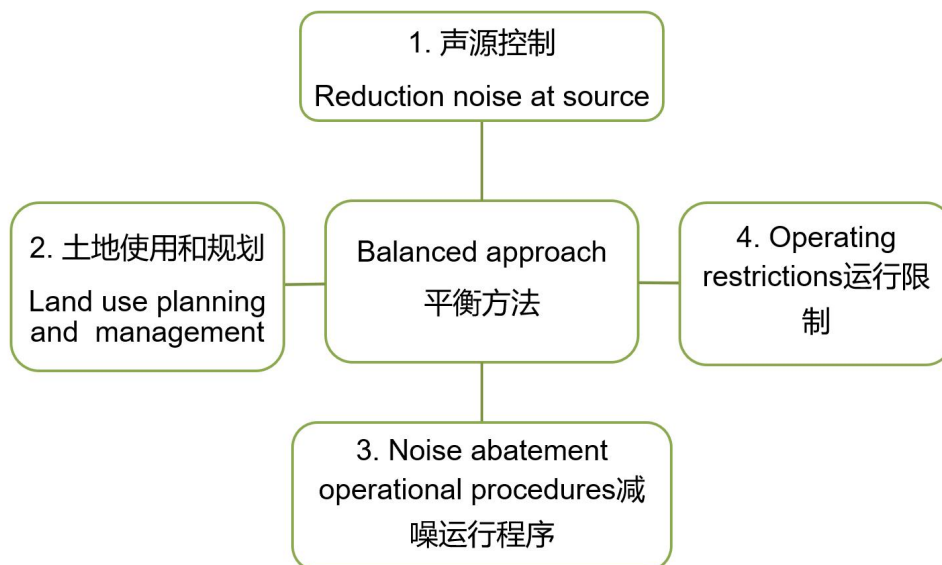 1. 声源控制
Reduction noise at source
2. 土地使用和规划
Land use planning
and management
Balanced approach
平衡方法
4. Operating
restrictions运行限
制
3. Noise abatement
operational procedures减
噪运行程序